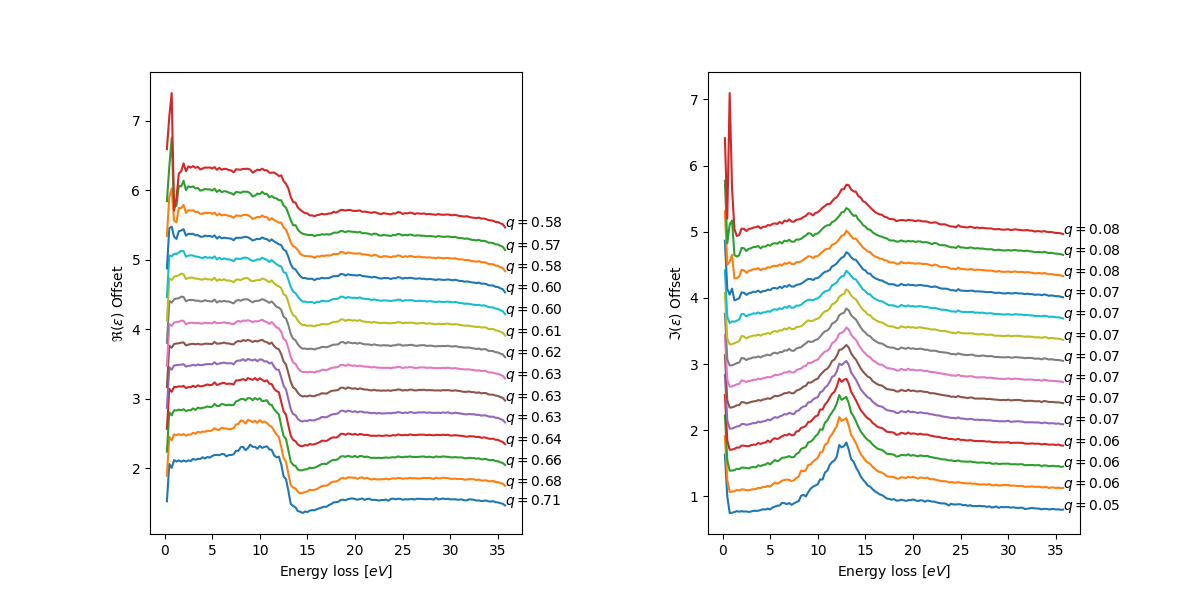 ℜ(ε) Offset
7
6
5
4
3
2
q = 0.58
q = 0.57
q = 0.58
q = 0.60
q = 0.60
q = 0.61
q = 0.62
q = 0.63
q = 0.63
q = 0.63
q = 0.64
q = 0.66
q = 0.68
q = 0.71
0 5 10 15 20 25 30 35
Energy loss [eV]
ℑ(ε) Offset
7
6
5
4
3
2
1
q = 0.08
q = 0.08
q = 0.08
q = 0.07
q = 0.07
q = 0.07
q = 0.07
q = 0.07
q = 0.07
q = 0.07
q = 0.06
q = 0.06
q = 0.06
q = 0.05
0 5 10 15 20 25 30 35
Energy loss [eV]